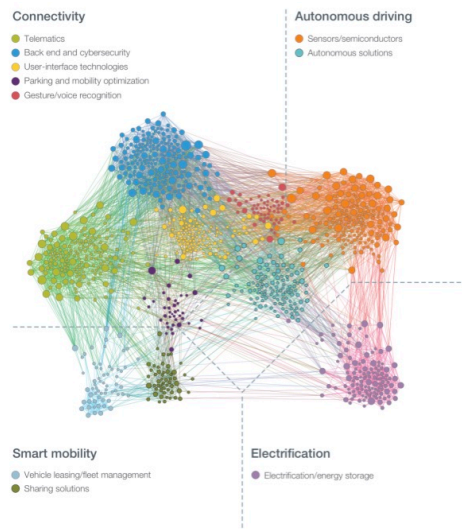 Connectivity
Telematics
Back end and cybersecurity
User-interface technologies
Parking and mobility optimization
Gesture/voice recognition
Autonomous driving
Sensors/semiconductors
Autonomous solutions
Smart mobility
Vehicle leasing/fleet management
Sharing solutions
Electrification
Electrification/energy storage